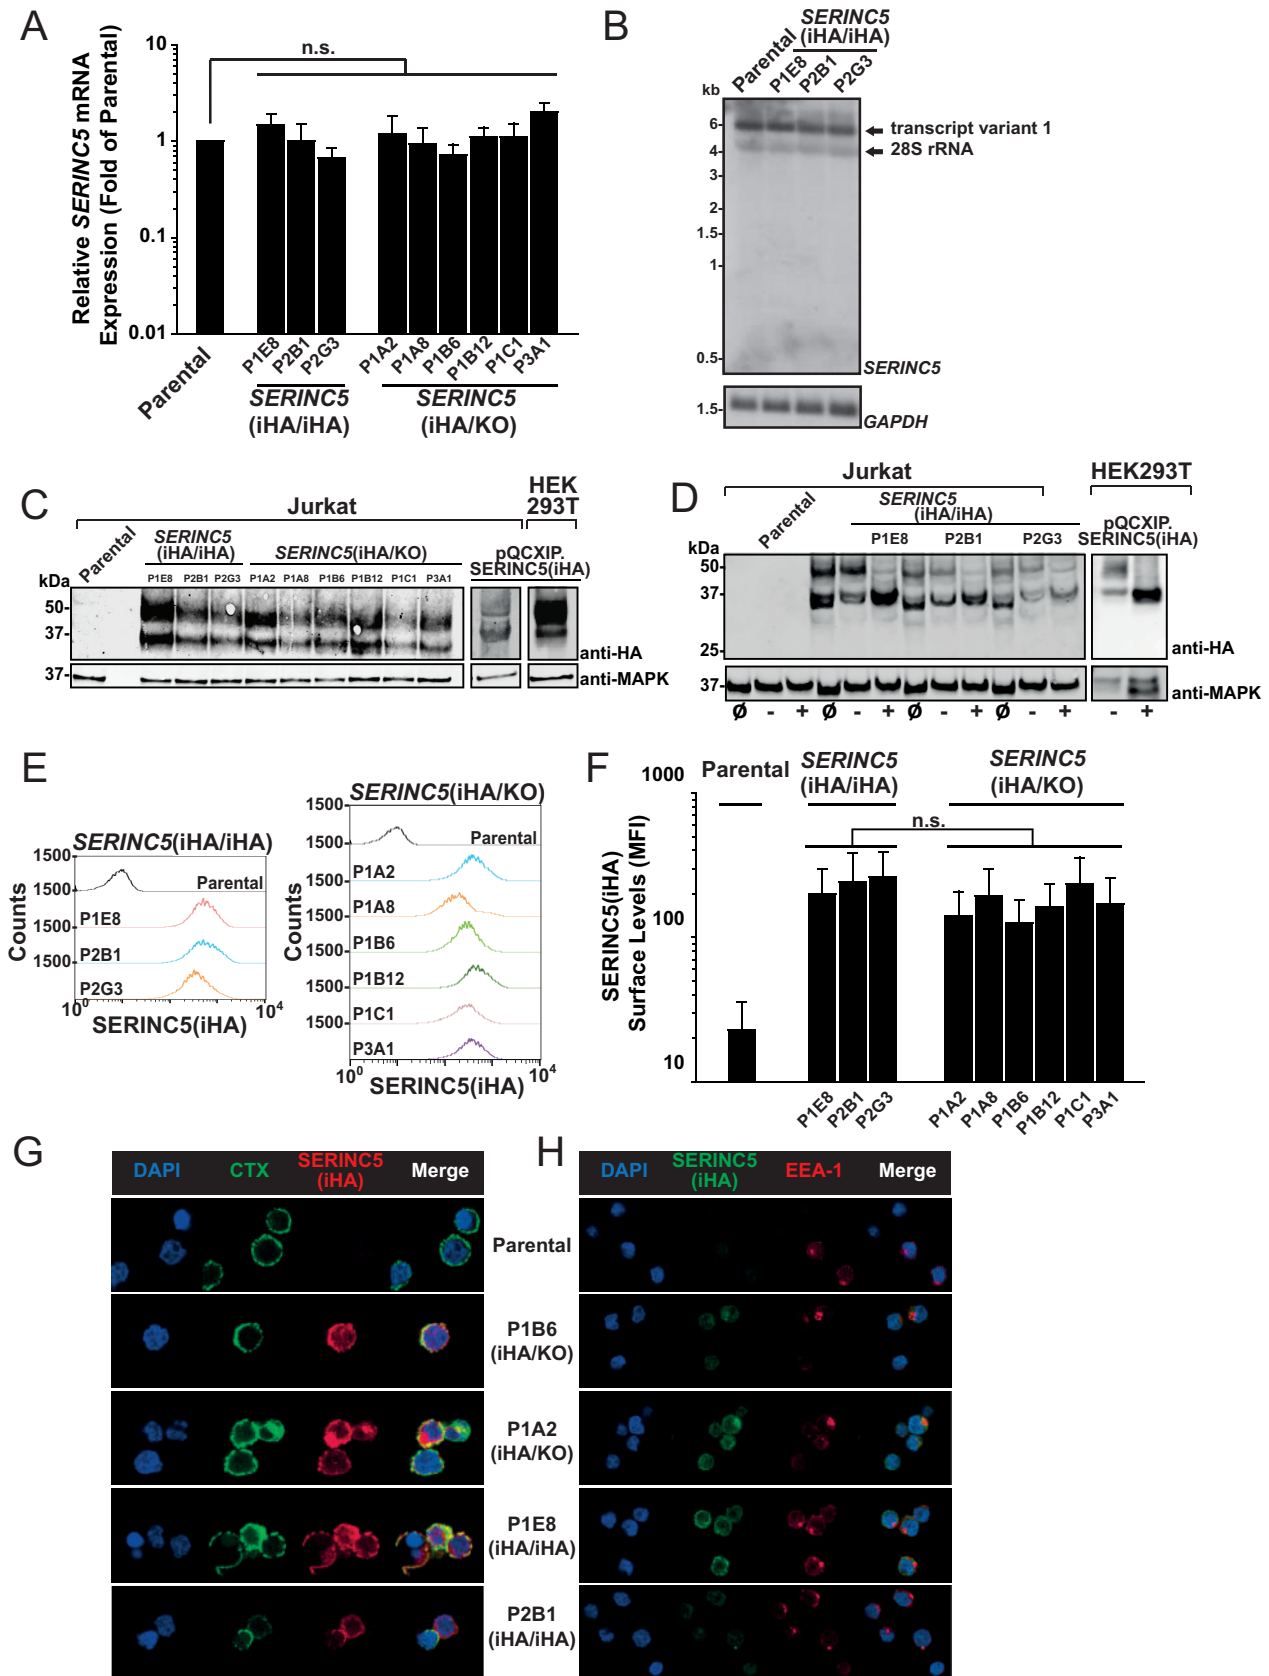 A
Relative SERINC5 mRNA
Expression (Fold of Parental)
10
1
0.1
0.01
n.s.
Parental
P1E8
P2B1
P2G3
P1A2
P1A8
P1B6
P1B12
P1C1
P3A1
SERINC5
(iHA/iHA)
SERINC5
(iHA/KO)
B
SERINC5
(iHA/iHA)
Parental
P1E8
P2B1
P2G3
kb
6
4
3
2
1.5
1
0.5
transcript variant 1
28S rRNA
SERINC5
1.5
GAPDH
C
Jurkat
HEK
293T
Parental
SERINC5
(iHA/iHA)
SERINC5(iHA/KO)
pQCXIP.
SERINC5(iHA)
P1E8 P2B1 P2G3 P1A2 P1A8 P1B6 P1B12 P1C1 P3A1
kDa
50
37
anti-HA
37
anti-MAPK
D
Jurkat
HEK293T
Parental
SERINC5
(iHA/iHA)
P1E8 P2B1 P2G3
pQCXIP.
SERINC5(iHA)
kDa
50
37
25
anti-HA
37
anti-MAPK
Ø - + Ø - + Ø - + Ø - + - +
E
SERINC5(iHA/iHA)
Counts
1500
Parental
1500
P1E8
1500
P2B1
1500
P2G3
10⁰ 10⁴
SERINC5(iHA)
SERINC5(iHA/KO)
Counts
1500
1500
Parental
1500
P1A2
1500
P1A8
1500
P1B6
1500
P1B12
1500
P1C1
P3A1
10⁰ 10⁴
SERINC5(iHA)
F
SERINC5(iHA)
Surface Levels (MFI)
1000
100
10
Parental
SERINC5
(iHA/iHA)
SERINC5
(iHA/KO)
n.s.
P1E8
P2B1
P2G3
P1A2
P1A8
P1B6
P1B12
P1C1
P3A1
G
DAPI CTX SERINC5
(iHA) Merge
H
DAPI SERINC5
(iHA) EEA-1 Merge
Parental
P1B6
(iHA/KO)
P1A2
(iHA/KO)
P1E8
(iHA/iHA)
P2B1
(iHA/iHA)